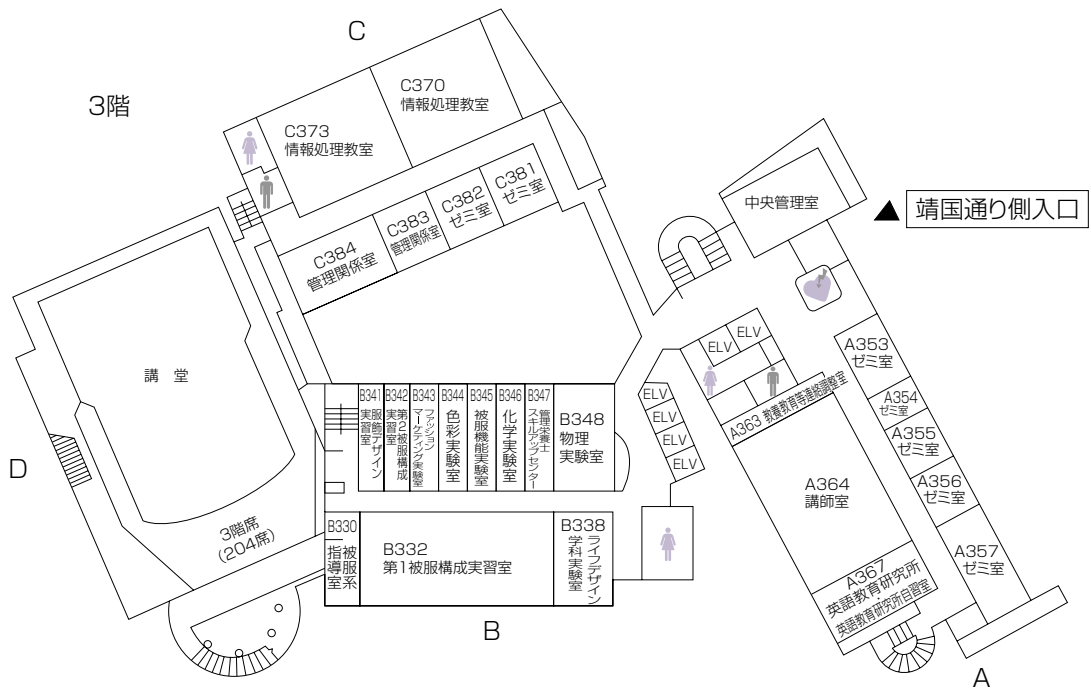 C
3階
C370
情報処理教室
C373
情報処理教室
C381
ゼミ室
C382
ゼミ室
C383
管理関係室
C384
管理関係室
中央管理室
▲ 靖国通り側入口
講 堂
D
3階席
(204席)
B341
服飾デザイン
実習室
B342
第2被服構成
実習室
B343
ファッション
マーケティング実験室
B344
色彩実験室
B345
被服機能実験室
B346
化学実験室
B347
管理栄養士
スキルアップセンター
B348
物理
実験室
B330
被服系
指導室
B332
第1被服構成実習室
B338
ライフデザイン
学科実験室
B
ELV
ELV
ELV
ELV
ELV
ELV
A363 教養教育等連絡調整室
A364
講師室
A367
英語教育研究所
・
英語教育研究所自習室
A353
ゼミ室
A354
ゼミ室
A355
ゼミ室
A356
ゼミ室
A357
ゼミ室
A